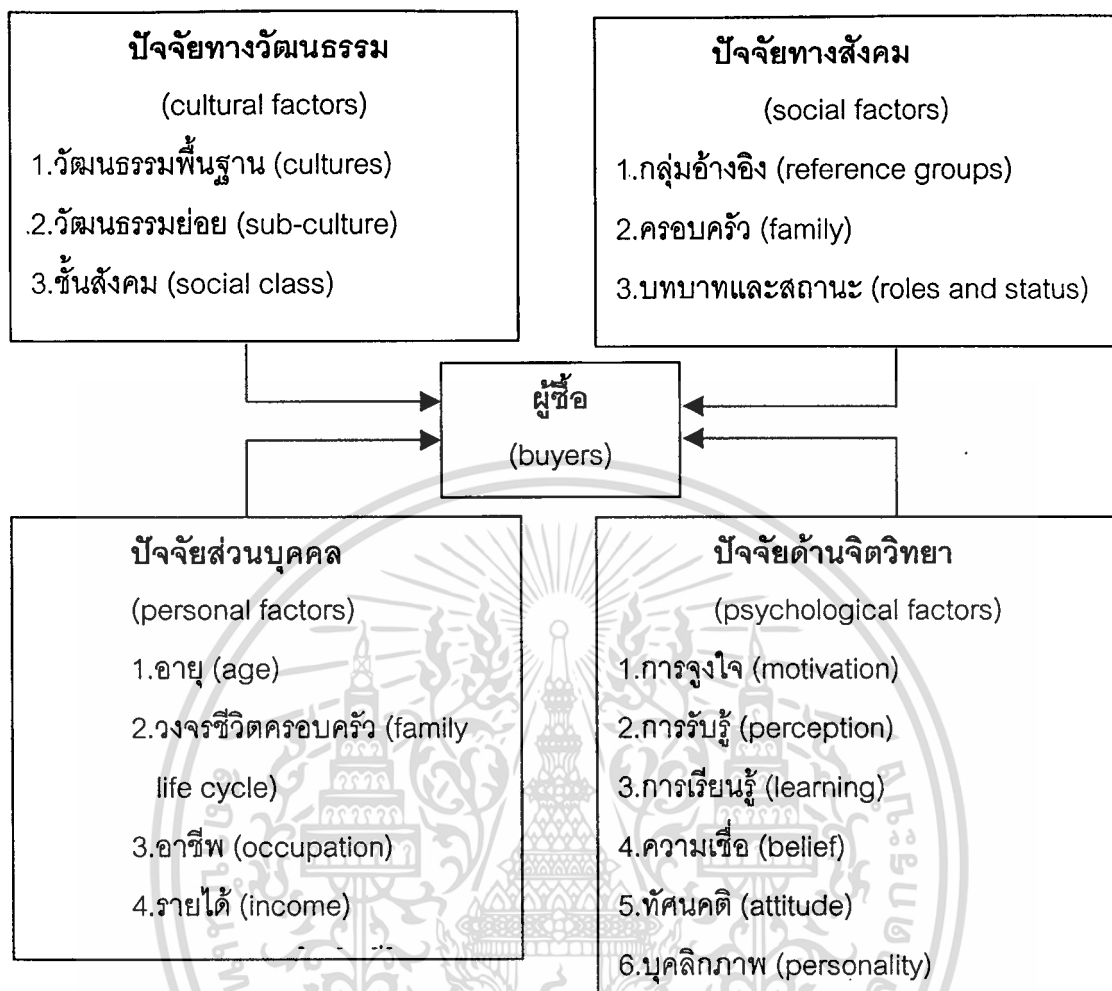 ปัจจัยทางวัฒนธรรม
(cultural factors)
1.วัฒนธรรมพื้นฐาน (cultures)
.2.วัฒนธรรมย่อย (sub-culture)
3.ชั้นสังคม (social class)
ปัจจัยทางสังคม
(social factors)
1.กลุ่มอ้างอิง (reference groups)
2.ครอบครัว (family)
3.บทบาทและสถานะ (roles and status)
ผู้ซื้อ
(buyers)
ปัจจัยส่วนบุคคล
(personal factors)
1.อายุ (age)
2.วงจรชีวิตครอบครัว (family
life cycle)
3.อาชีพ (occupation)
4.รายได้ (income)
ปัจจัยด้านจิตวิทยา
(psychological factors)
1.การจูงใจ (motivation)
2.การรับรู้ (perception)
3.การเรียนรู้ (learning)
4.ความเชื่อ (belief)
5.ทัศนคติ (attitude)
6.บุคลิกภาพ (personality)